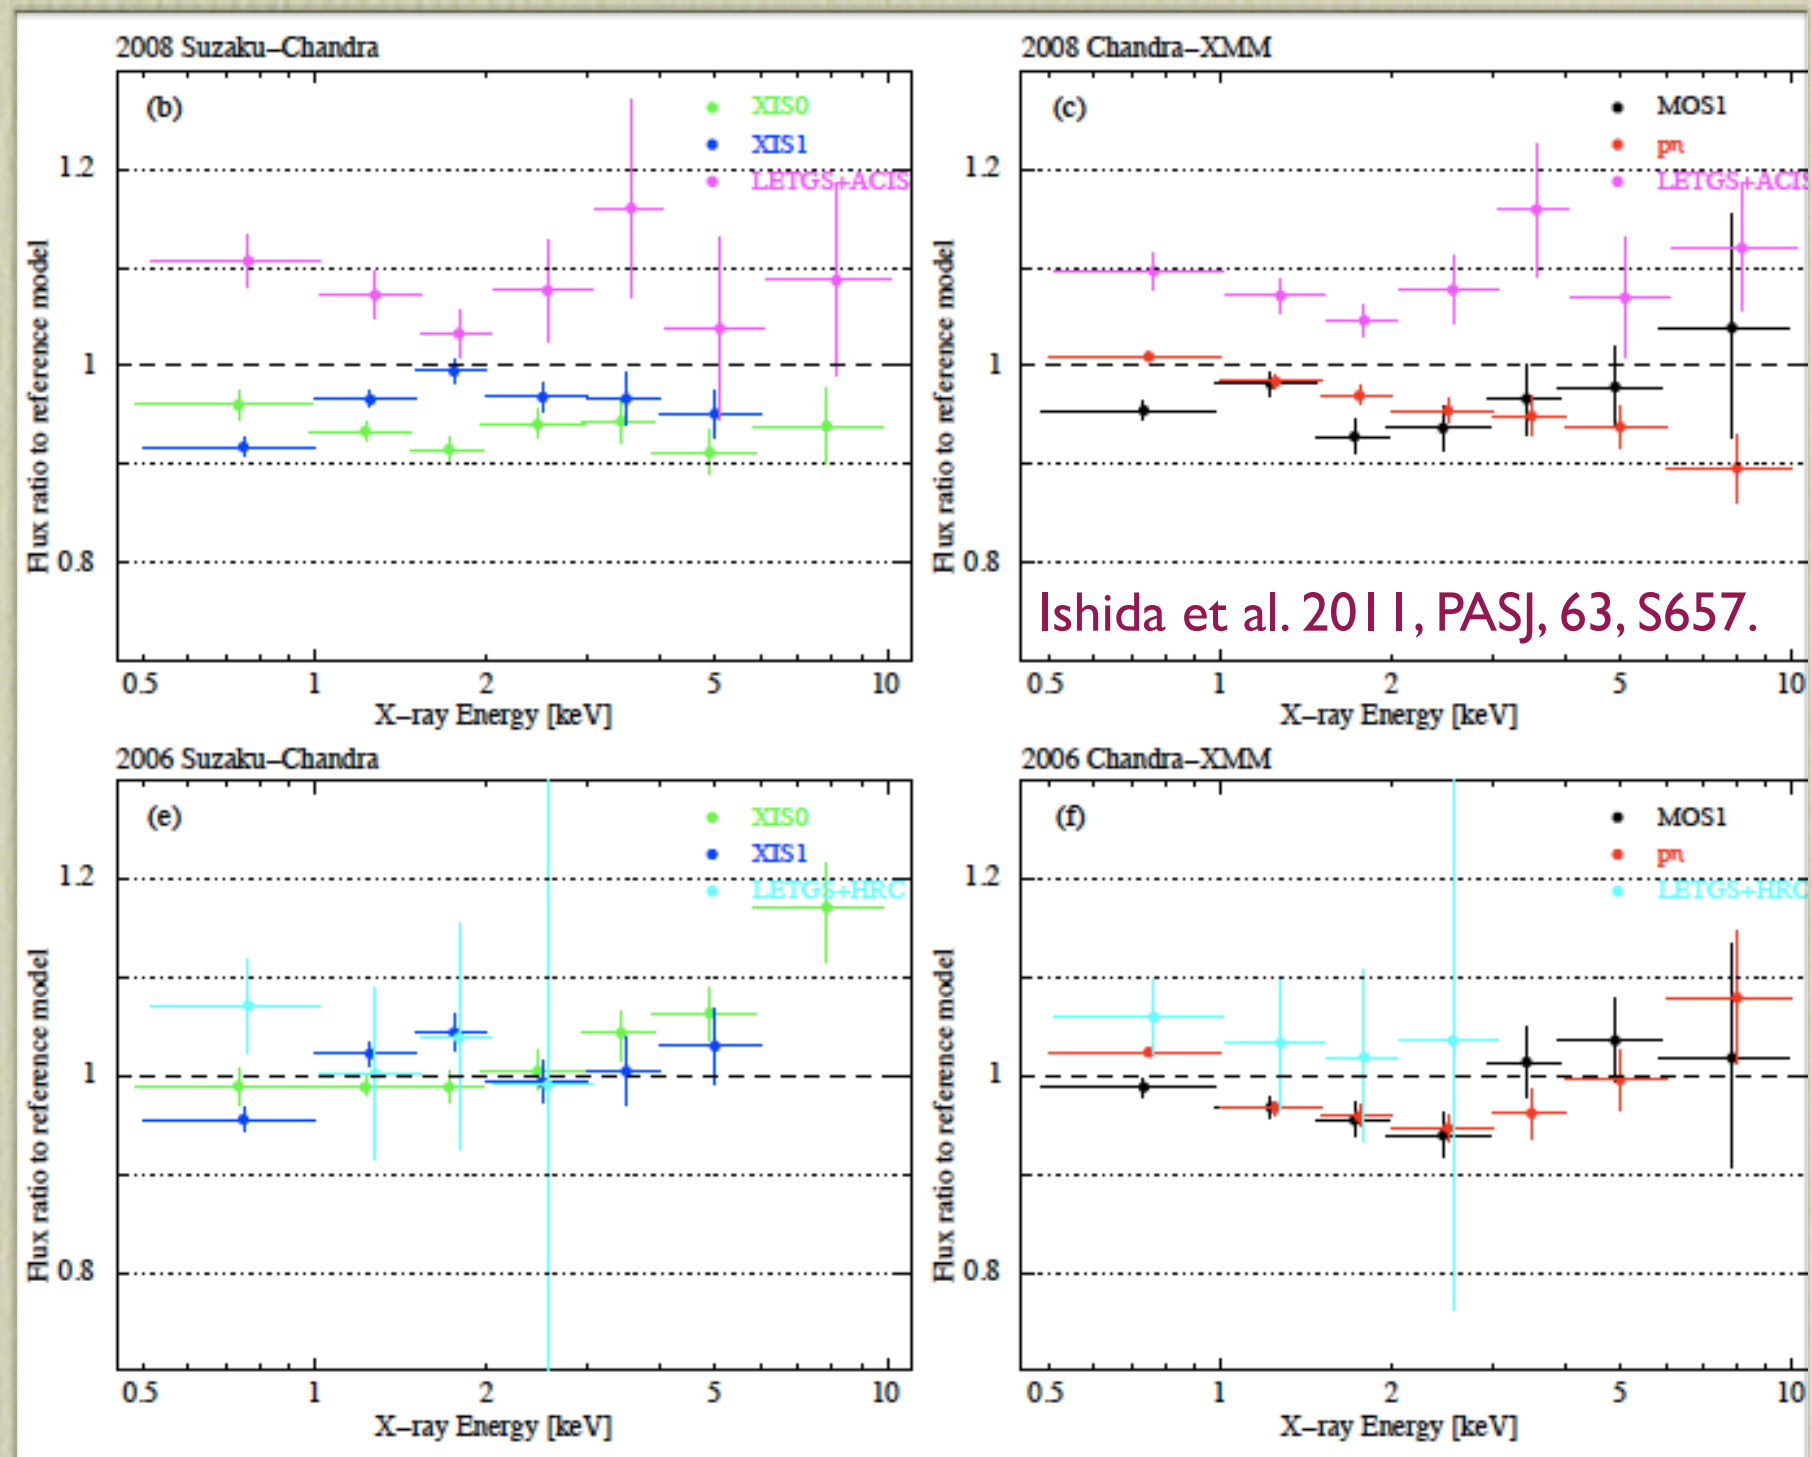 2008 Suzaku–Chandra
(b)
XIS0
XIS1
LETGS+ACIS
1.2
1
0.8
Flux ratio to reference model
0.5 1 2 5 10
X–ray Energy [keV]
2008 Chandra–XMM
(c)
MOS1
pn
LETGS+ACIS
1.2
1
0.8
Flux ratio to reference model
Ishida et al. 2011, PASJ, 63, S657.
0.5 1 2 5 10
X–ray Energy [keV]
2006 Suzaku–Chandra
(e)
XIS0
XIS1
LETGS+HRC
1.2
1
0.8
Flux ratio to reference model
0.5 1 2 5 10
X–ray Energy [keV]
2006 Chandra–XMM
(f)
MOS1
pn
LETGS+HRC
1.2
1
0.8
Flux ratio to reference model
0.5 1 2 5 10
X–ray Energy [keV]